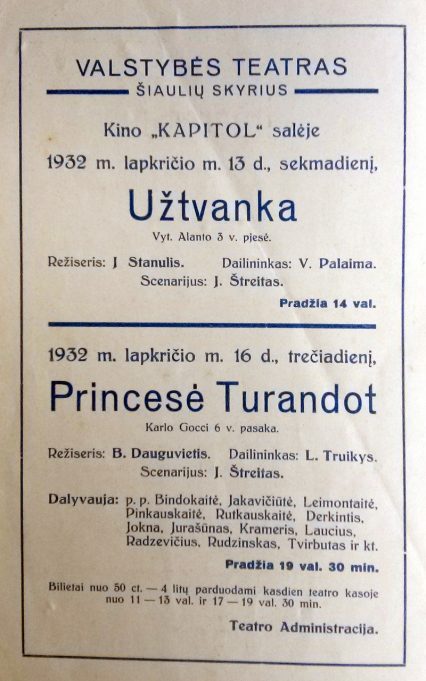 VALSTYBĖS TEATRAS
ŠIAULIŲ SKYRIUS
Kino „KAPITOL“ salėje
1932 m. lapkričio m. 13 d., sekmadienį,
Užtvanka
Vyt. Alanto 3 v. pjesė.
Režiseris: J Stanulis. Dailininkas: V. Palaima.
Scenarijus: J. Štreitas.
Pradžia 14 val.
1932 m. lapkričio m. 16 d., trečiadienį,
Princesė Turandot
Karlo Gocci 6 v. pasaka.
Režiseris: B. Dauguvietis. Dailininkas: L. Truikys.
Scenarijus: J. Štreitas.
Dalyvauja: p. p. Bindokaitė, Jakavičiūtė, Leimontaitė,
Pinkauskaitė, Rutkauskaitė, Derkintis,
Jokna, Jurašūnas, Krameris, Laucius,
Radzevičius, Rudzinskas, Tvirbutas ir kt.
Pradžia 19 val. 30 min.
Bilietai nuo 50 ct. — 4 litų parduodami kasdien teatro kasoje
nuo 11 — 13 val. ir 17 — 19 val. 30 min.
Teatro Administracija.